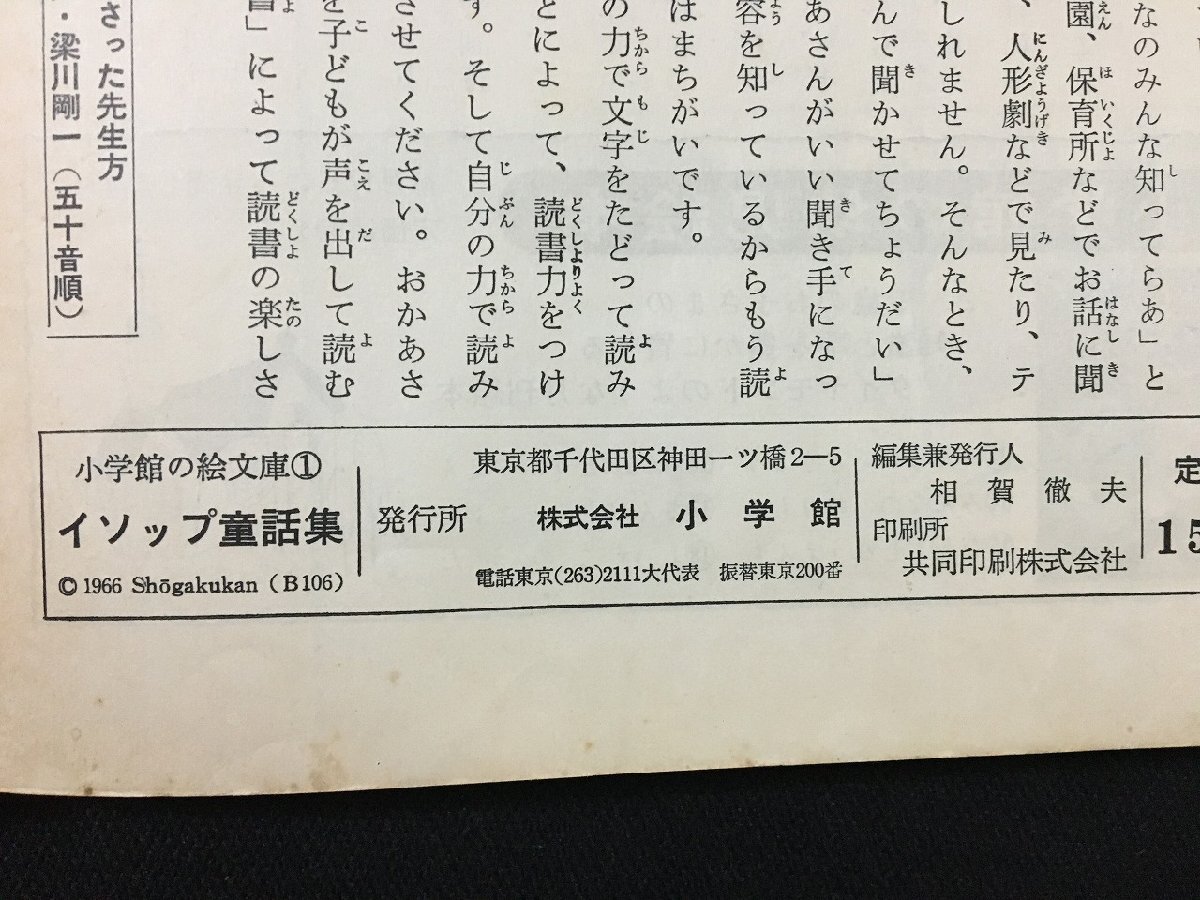 なのみんな知ってらあ」と
園、保育所などでお話に聞
、人形劇などで見たり、テ
しれません。そんなとき、
んで聞かせてちょうだい」
あさんがいい聞き手になっ
容を知っているからもう読
はまちがいです。
の力で文字をたどって読み
とによって、読書力をつけ
す。そして自分の力で読み
させてください。おかあさ
を子どもが声を出して読む
」によって読書の楽しさ
さった先生方
・梁川剛一（五十音順）
小学館の絵文庫①
イソップ童話集
© 1966 Shōgakukan (B106)
発行所
東京都千代田区神田一ツ橋2—5
株式会社 小学館
電話東京(263)2111大代表 振替東京200番
編集兼発行人
相賀徹夫
印刷所
共同印刷株式会社
定
15